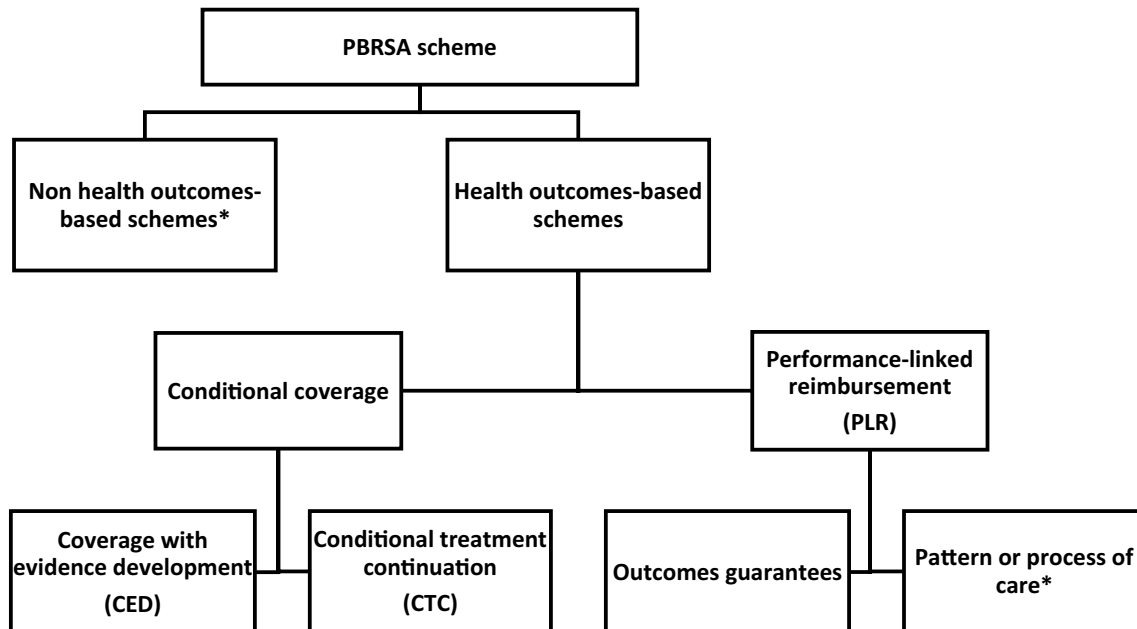 PBRSA scheme
Non health outcomes-
based schemes*
Health outcomes-based
schemes
Conditional coverage
Performance-linked
reimbursement
(PLR)
Coverage with
evidence development
(CED)
Conditional treatment
continuation
(CTC)
Outcomes guarantees
Pattern or process of
care*